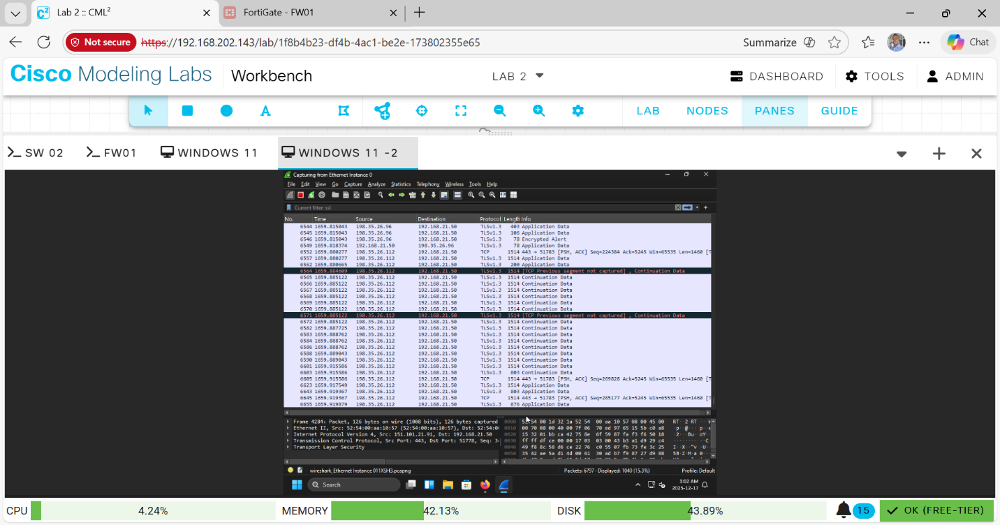 Lab 2 :: CML²
FortiGate - FW01
Not secure
https://192.168.202.143/lab/1f8b4b23-df4b-4ac1-be2e-173802355e65
Summarize
Chat
Cisco Modeling Labs
Workbench
LAB 2
DASHBOARD
TOOLS
ADMIN
A
LAB
NODES
PANES
GUIDE
SW 02
FW01
WINDOWS 11
WINDOWS 11 -2
Capturing from Ethernet Instance 0
File Edit View Go Capture Analyze Statistics Telephony Wireless Tools Help
Current filter: ssl
No. Time Source Destination Protocol Length Info
6544 1659.815043 198.35.26.96 192.168.21.50 TLSv1.3 403 Application Data
6545 1659.815043 198.35.26.96 192.168.21.50 TLSv1.3 106 Application Data
6546 1659.815043 198.35.26.96 192.168.21.50 TLSv1.3 78 Encrypted Alert
6549 1659.818374 192.168.21.50 198.35.26.96 TLSv1.3 78 Application Data
6552 1659.880277 198.35.26.112 192.168.21.50 TCP 1514 443 → 51783 [PSH, ACK] Seq=224384 Ack=5245 Win=65535 Len=1460 [T
6557 1659.880277 198.35.26.112 192.168.21.50 TLSv1.3 1514 Application Data
6562 1659.880665 198.35.26.112 192.168.21.50 TLSv1.3 200 Application Data
6564 1659.884609 198.35.26.112 192.168.21.50 TLSv1.3 1514 [TCP Previous segment not captured] , Continuation Data
6565 1659.885122 198.35.26.112 192.168.21.50 TLSv1.3 1514 Continuation Data
6566 1659.885122 198.35.26.112 192.168.21.50 TLSv1.3 1514 Continuation Data
6567 1659.885122 198.35.26.112 192.168.21.50 TLSv1.3 1514 Continuation Data
6568 1659.885122 198.35.26.112 192.168.21.50 TLSv1.3 1514 Continuation Data
6569 1659.885122 198.35.26.112 192.168.21.50 TLSv1.3 1514 Continuation Data
6570 1659.885122 198.35.26.112 192.168.21.50 TLSv1.3 1514 Continuation Data
6571 1659.885122 198.35.26.112 192.168.21.50 TLSv1.3 1514 [TCP Previous segment not captured] , Continuation Data
6572 1659.885122 198.35.26.112 192.168.21.50 TLSv1.3 1514 Continuation Data
6582 1659.887725 198.35.26.112 192.168.21.50 TLSv1.3 1514 Continuation Data
6583 1659.888762 198.35.26.112 192.168.21.50 TLSv1.3 1514 Continuation Data
6584 1659.888762 198.35.26.112 192.168.21.50 TLSv1.3 1514 Continuation Data
6586 1659.888762 198.35.26.112 192.168.21.50 TLSv1.3 1514 Continuation Data
6588 1659.889043 198.35.26.112 192.168.21.50 TLSv1.3 1514 Continuation Data
6590 1659.889043 198.35.26.112 192.168.21.50 TLSv1.3 1514 Continuation Data
6601 1659.915586 198.35.26.112 192.168.21.50 TLSv1.3 1514 Continuation Data
6603 1659.915586 198.35.26.112 192.168.21.50 TLSv1.3 803 Continuation Data
6605 1659.915586 198.35.26.112 192.168.21.50 TCP 1514 443 → 51783 [PSH, ACK] Seq=269828 Ack=5245 Win=65535 Len=1460 [T
6623 1659.917549 198.35.26.112 192.168.21.50 TLSv1.3 1514 Application Data
6643 1659.919367 198.35.26.112 192.168.21.50 TLSv1.3 803 Application Data
6645 1659.919367 198.35.26.112 192.168.21.50 TCP 1514 443 → 51783 [PSH, ACK] Seq=285177 Ack=5245 Win=65535 Len=1460 [T
6655 1659.919879 198.35.26.112 192.168.21.50 TLSv1.3 876 Application Data
Frame 4284: Packet, 126 bytes on wire (1008 bits), 126 bytes captured
Ethernet II, Src: 52:54:00:aa:10:57 (52:54:00:aa:10:57), Dst: 52:54:0
Internet Protocol Version 4, Src: 151.101.21.91, Dst: 192.168.21.50
Transmission Control Protocol, Src Port: 443, Dst Port: 51778, Seq: 3
Transport Layer Security
0000 54 00 1d 32 1a 52 54 00 aa 10 57 08 00 45 00
0010 00 70 08 00 40 00 7f 06 70 ed 97 65 15 5b c0 a8
0020 15 32 01 bb ca 42 75 8e 6f 59 87 fa f3 f6 50 18
0030 ff ff df ce 00 00 17 03 03 00 43 b3 a1 d9 29 c4
0040 49 f8 8c 58 d6 ce 22 76 c0 55 07 fb 73 fe 3c 25
0050 35 42 ae 5a d1 4d 00 61 30 ad b7 f9 87 27 d9 88
wireshark_Ethernet Instance 011XSH3.pcapng
Packets: 6797 · Displayed: 1040 (15.3%)
Profile: Default
Search
3:02 AM
2025-12-17
CPU
4.24%
MEMORY
42.13%
DISK
43.89%
15
OK (FREE-TIER)